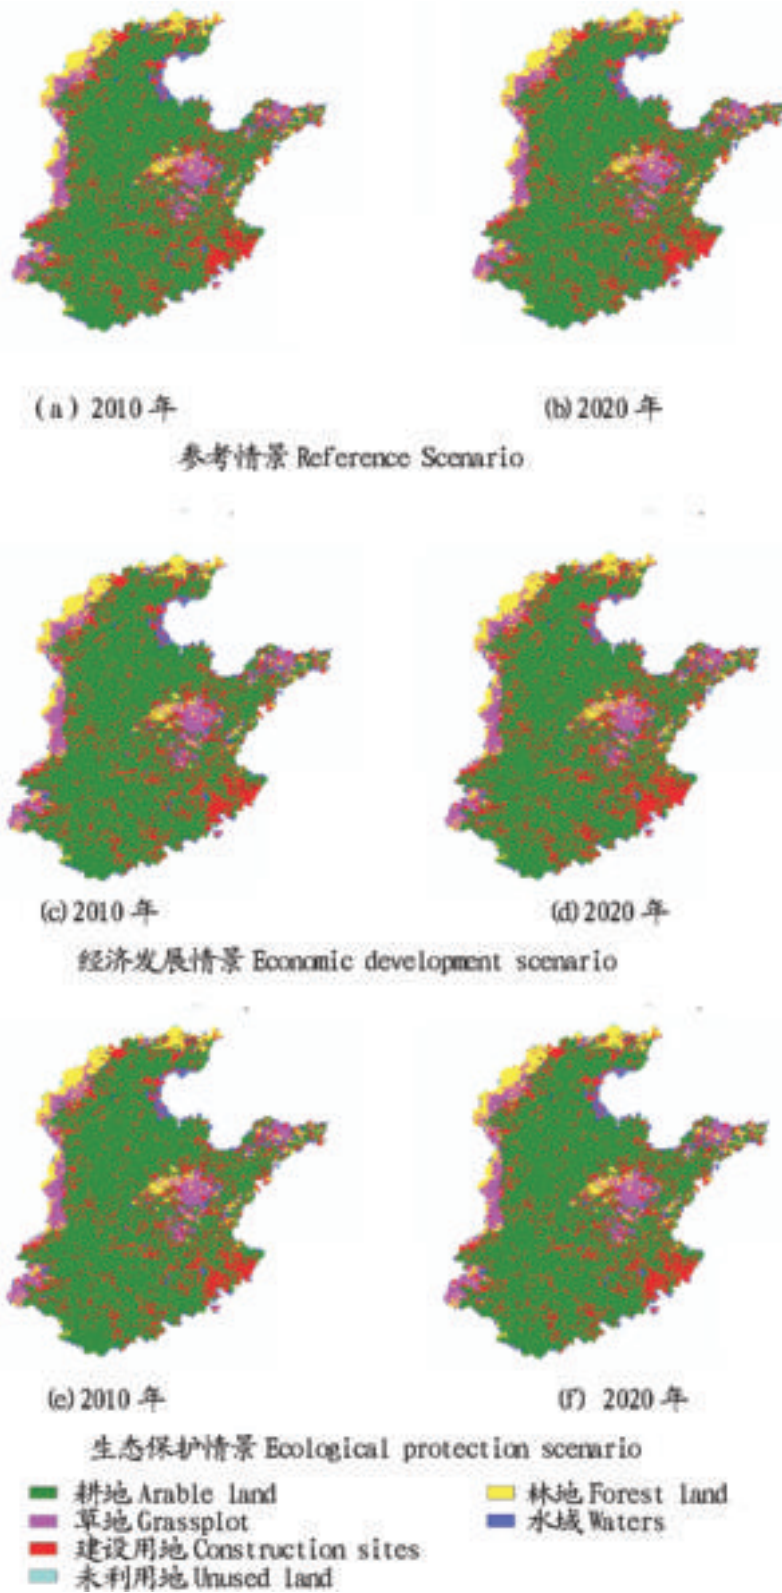 (a) 2010 年
(b) 2020 年
参考情景 Reference Scenario
(c) 2010 年
(d) 2020 年
经济发展情景 Economic development scenario
(e) 2010 年
(f) 2020 年
生态保护情景 Ecological protection scenario
耕地 Arable land
林地 Forest land
草地 Grassplot
水域 Waters
建设用地 Construction sites
未利用地 Unused land